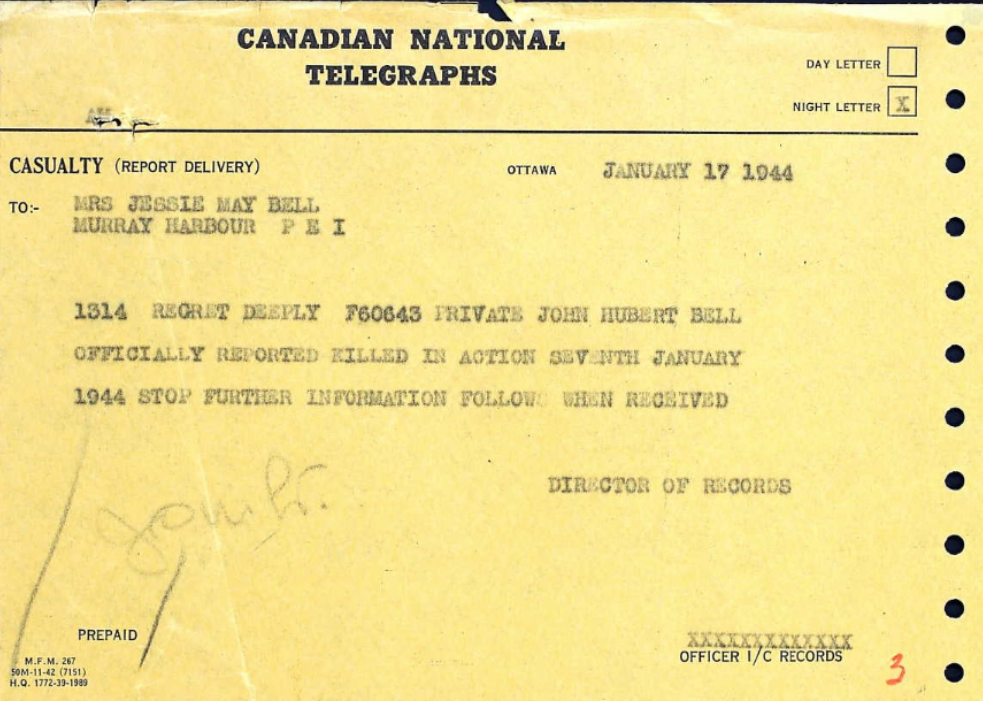 CANADIAN NATIONAL
TELEGRAPHS
DAY LETTER
NIGHT LETTER X
CASUALTY (REPORT DELIVERY) OTTAWA JANUARY 17 1944
TO:- MRS JESSIE MAY BELL
MURRAY HARBOUR P E I
1314 REGRET DEEPLY F60643 PRIVATE JOHN HUBERT BELL
OFFICIALLY REPORTED KILLED IN ACTION SEVENTH JANUARY
1944 STOP FURTHER INFORMATION FOLLOWS WHEN RECEIVED
DIRECTOR OF RECORDS
PREPAID
XXXXXXXXXXXXX
OFFICER I/C RECORDS
M.F.M. 267
50M-11-42 (7151)
H.Q. 1772-39-1989
3